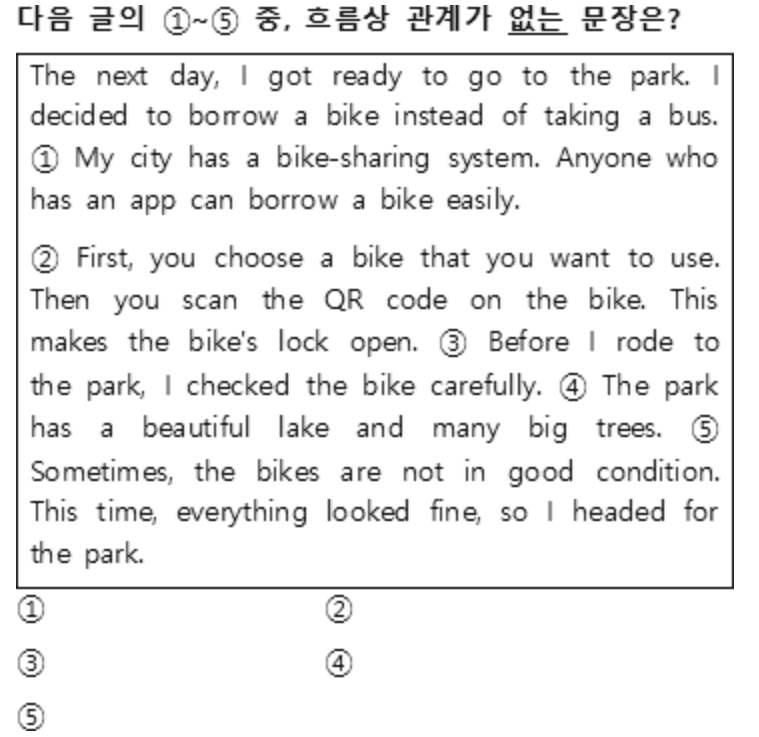 다음 글의 ①~⑤ 중, 흐름상 관계가 없는 문장은?
The next day, I got ready to go to the park. I
decided to borrow a bike instead of taking a bus.
① My city has a bike-sharing system. Anyone who
has an app can borrow a bike easily.
② First, you choose a bike that you want to use.
Then you scan the QR code on the bike. This
makes the bike's lock open. ③ Before I rode to
the park, I checked the bike carefully. ④ The park
has a beautiful lake and many big trees. ⑤
Sometimes, the bikes are not in good condition.
This time, everything looked fine, so I headed for
the park.
① ②
③ ④
⑤